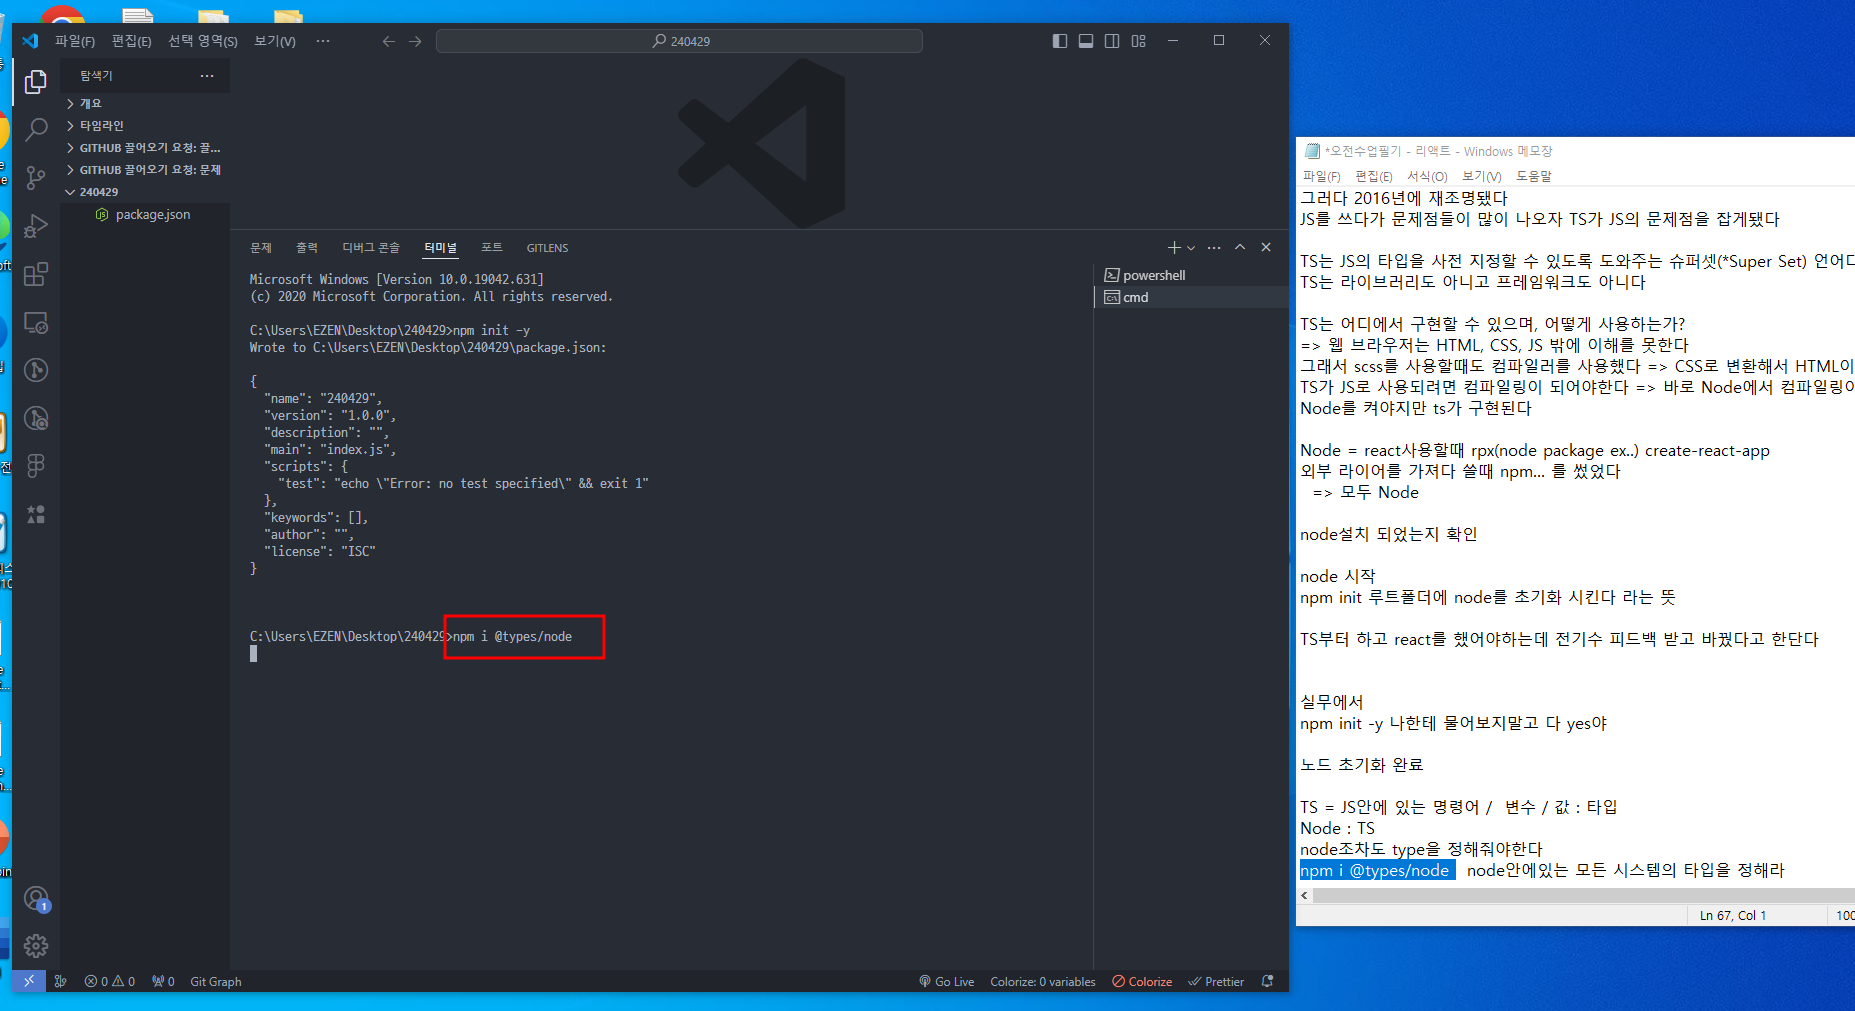 파일(F) 편집(E) 선택 영역(S) 보기(V) ···
240429
탐색기 ···
개요
타임라인
GITHUB 끌어오기 요청: 끌...
GITHUB 끌어오기 요청: 문제
240429
package.json
문제 출력 디버그 콘솔 터미널 포트 GITLENS
Microsoft Windows [Version 10.0.19042.631]
(c) 2020 Microsoft Corporation. All rights reserved.
C:\Users\EZEN\Desktop\240429>npm init -y
Wrote to C:\Users\EZEN\Desktop\240429\package.json:
{
"name": "240429",
"version": "1.0.0",
"description": "",
"main": "index.js",
"scripts": {
"test": "echo \"Error: no test specified\" && exit 1"
},
"keywords": [],
"author": "",
"license": "ISC"
}
C:\Users\EZEN\Desktop\240429>npm i @types/node
powershell
cmd
1
0 0 0 Git Graph
Go Live Colorize: 0 variables Colorize Prettier
*오전수업필기 - 리액트 - Windows 메모장
파일(F) 편집(E) 서식(O) 보기(V) 도움말
그러다 2016년에 재조명됐다
JS를 쓰다가 문제점들이 많이 나오자 TS가 JS의 문제점을 잡게됐다
TS는 JS의 타입을 사전 지정할 수 있도록 도와주는 슈퍼셋(*Super Set) 언어다
TS는 라이브러리도 아니고 프레임워크도 아니다
TS는 어디에서 구현할 수 있으며, 어떻게 사용하는가?
=> 웹 브라우저는 HTML, CSS, JS 밖에 이해를 못한다
그래서 scss를 사용할때도 컴파일러를 사용했다 => CSS로 변환해서 HTML이
TS가 JS로 사용되려면 컴파일링이 되어야한다 => 바로 Node에서 컴파일링이
Node를 켜야지만 ts가 구현된다
Node = react사용할때 rpx(node package ex..) create-react-app
외부 라이어를 가져다 쓸때 npm... 를 썼었다
=> 모두 Node
node설치 되었는지 확인
node 시작
npm init 루트폴더에 node를 초기화 시킨다 라는 뜻
TS부터 하고 react를 했어야하는데 전기수 피드백 받고 바꿨다고 한단다
실무에서
npm init -y 나한테 물어보지말고 다 yes야
노드 초기화 완료
TS = JS안에 있는 명령어 / 변수 / 값 : 타입
Node : TS
node조차도 type을 정해줘야한다
npm i @types/node node안에있는 모든 시스템의 타입을 정해라
Ln 67, Col 1 100